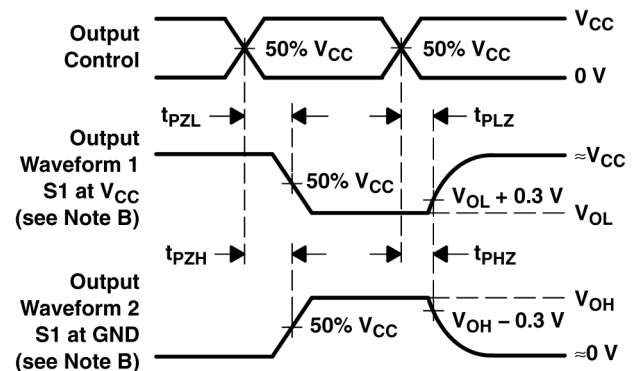 Output
Control
50% VCC
50% VCC
VCC
0 V
tPZL
tPLZ
Output
Waveform 1
S1 at VCC
(see Note B)
50% VCC
≈VCC
VOL + 0.3 V
VOL
tPZH
tPHZ
Output
Waveform 2
S1 at GND
(see Note B)
50% VCC
VOH
VOH − 0.3 V
≈0 V